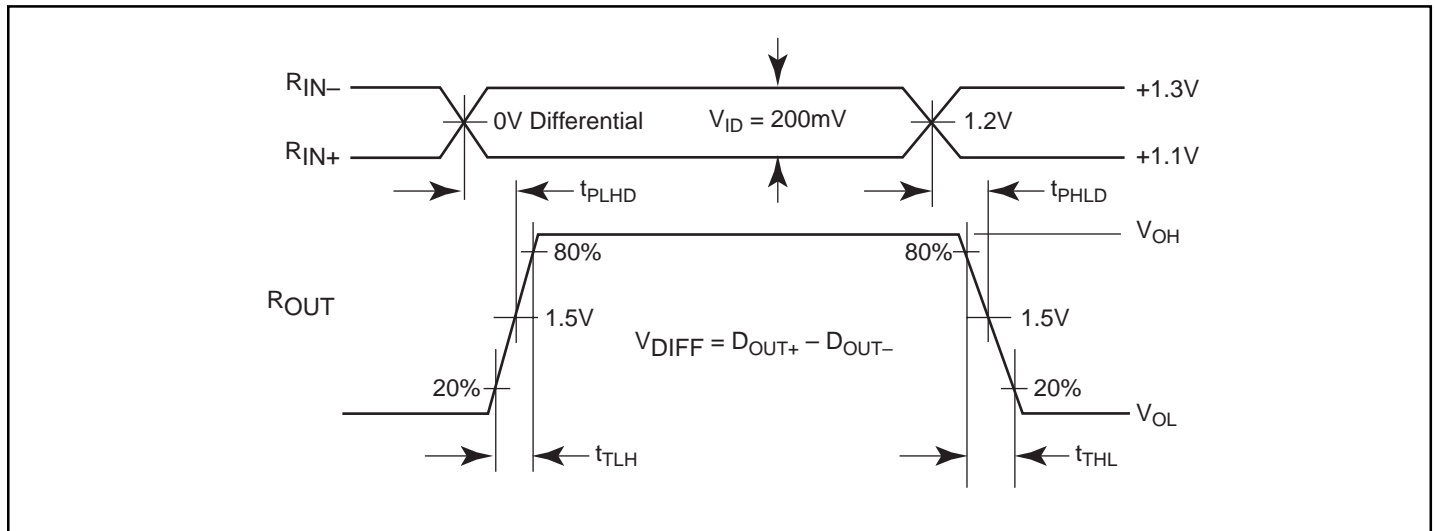 RIN– +1.3V
0V Differential VID = 200mV 1.2V
RIN+ +1.1V
tPLHD tPHLD
VOH
80% 80%
ROUT
1.5V 1.5V
VDIFF = DOUT+ – DOUT–
20% 20%
VOL
tTLH tTHL